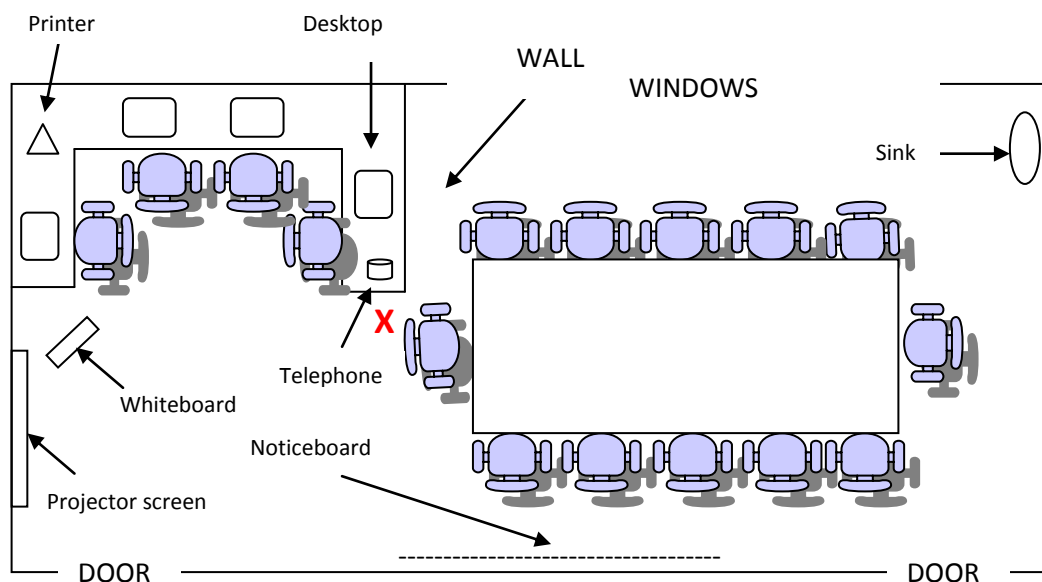 Printer
Desktop
WALL
WINDOWS
Sink
X
Telephone
Whiteboard
Noticeboard
Projector screen
DOOR
DOOR